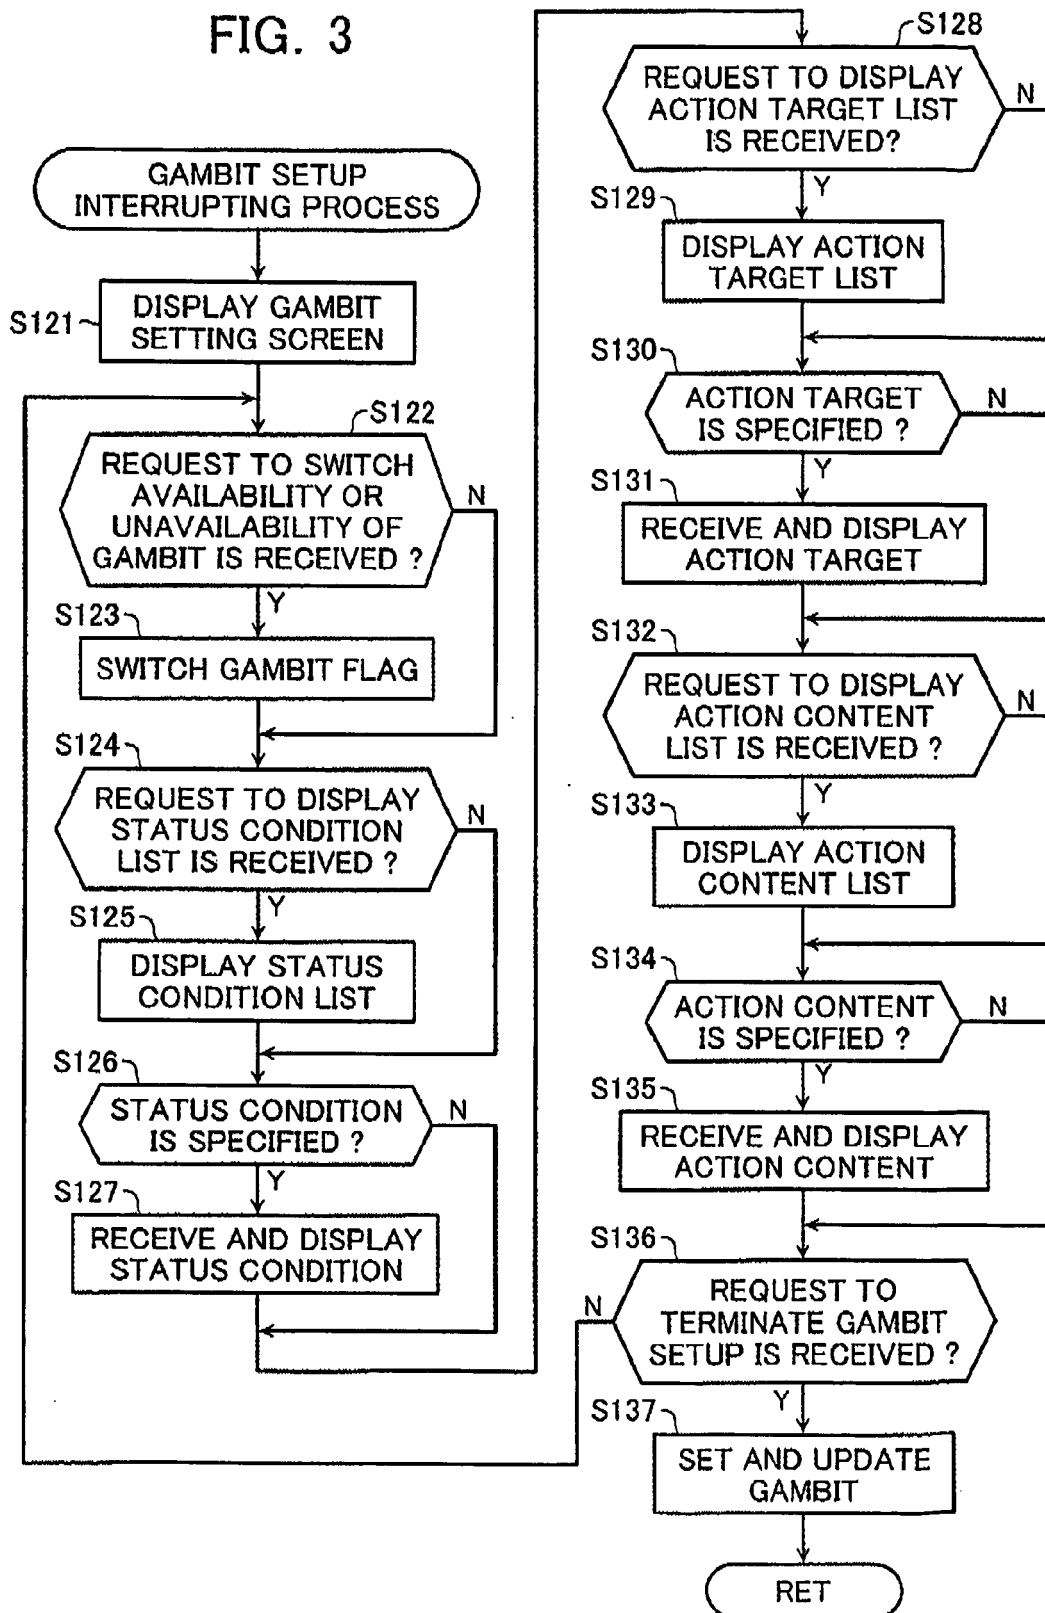 FIG. 3
GAMBIT SETUP
INTERRUPTING PROCESS
S121
DISPLAY GAMBIT
SETTING SCREEN
S122
REQUEST TO SWITCH
AVAILABILITY OR
UNAVAILABILITY OF
GAMBIT IS RECEIVED ?
N
Y
S123
SWITCH GAMBIT FLAG
S124
REQUEST TO DISPLAY
STATUS CONDITION
LIST IS RECEIVED ?
N
Y
S125
DISPLAY STATUS
CONDITION LIST
S126
STATUS CONDITION
IS SPECIFIED ?
N
Y
S127
RECEIVE AND DISPLAY
STATUS CONDITION
S128
REQUEST TO DISPLAY
ACTION TARGET LIST
IS RECEIVED?
N
Y
S129
DISPLAY ACTION
TARGET LIST
S130
ACTION TARGET
IS SPECIFIED ?
N
Y
S131
RECEIVE AND DISPLAY
ACTION TARGET
S132
REQUEST TO DISPLAY
ACTION CONTENT
LIST IS RECEIVED ?
N
Y
S133
DISPLAY ACTION
CONTENT LIST
S134
ACTION CONTENT
IS SPECIFIED ?
N
Y
S135
RECEIVE AND DISPLAY
ACTION CONTENT
S136
REQUEST TO
TERMINATE GAMBIT
SETUP IS RECEIVED ?
N
Y
S137
SET AND UPDATE
GAMBIT
RET